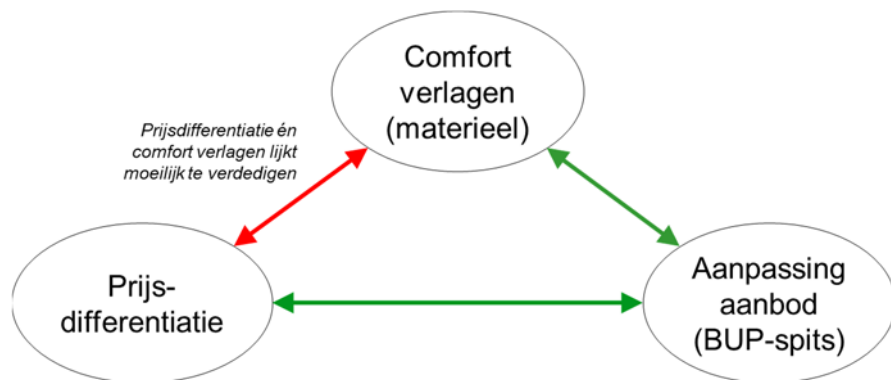 Comfort
verlagen
(materieel)
Prijsdifferentiatie én
comfort verlagen lijkt
moeilijk te verdedigen
Prijs-
differentiatie
Aanpassing
aanbod
(BUP-spits)